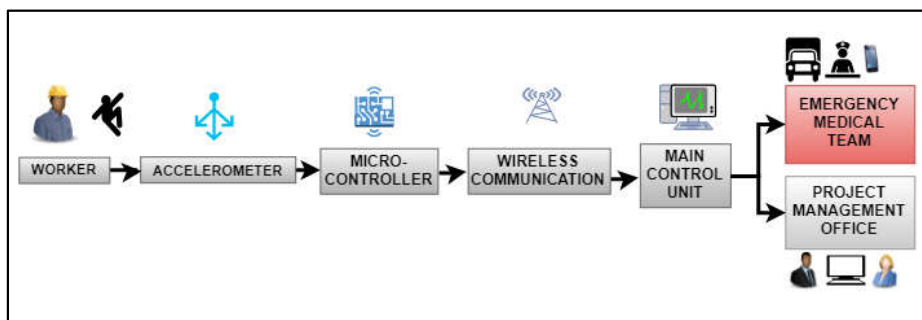 WORKER
ACCELEROMETER
MICRO-
CONTROLLER
WIRELESS
COMMUNICATION
MAIN
CONTROL
UNIT
EMERGENCY
MEDICAL
TEAM
PROJECT
MANAGEMENT
OFFICE